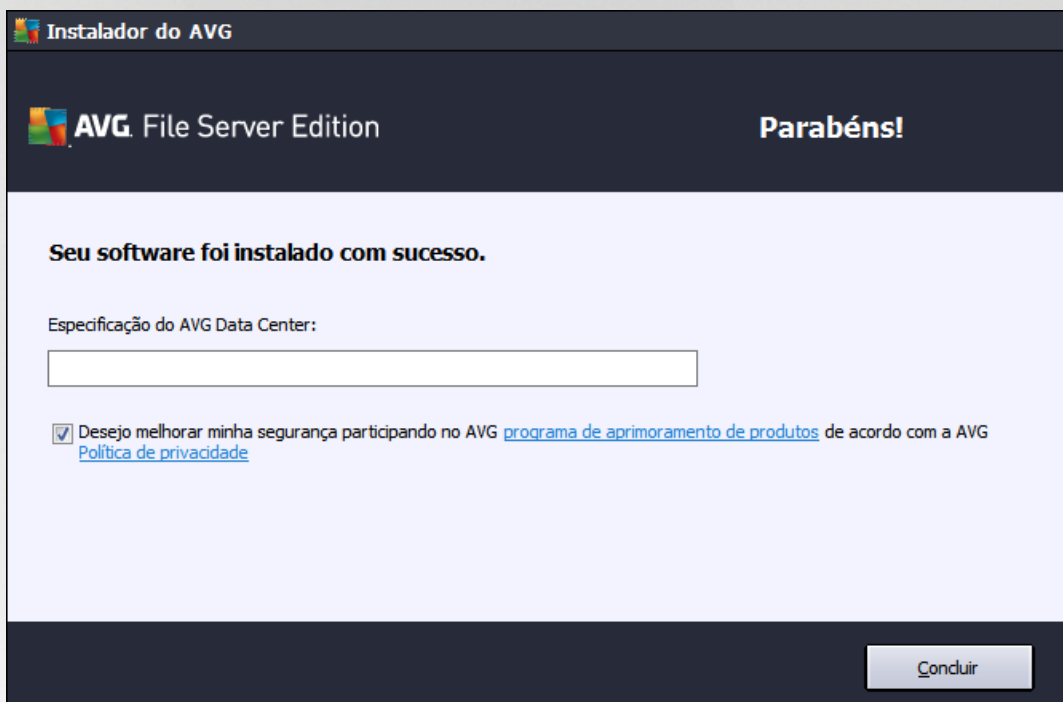 Instalador do AVG
AVG. File Server Edition
Parabéns!
Seu software foi instalado com sucesso.
Especificação do AVG Data Center:
Desejo melhorar minha segurança participando no AVG programa de aprimoramento de produtos de acordo com a AVG
Política de privacidade
Concluir